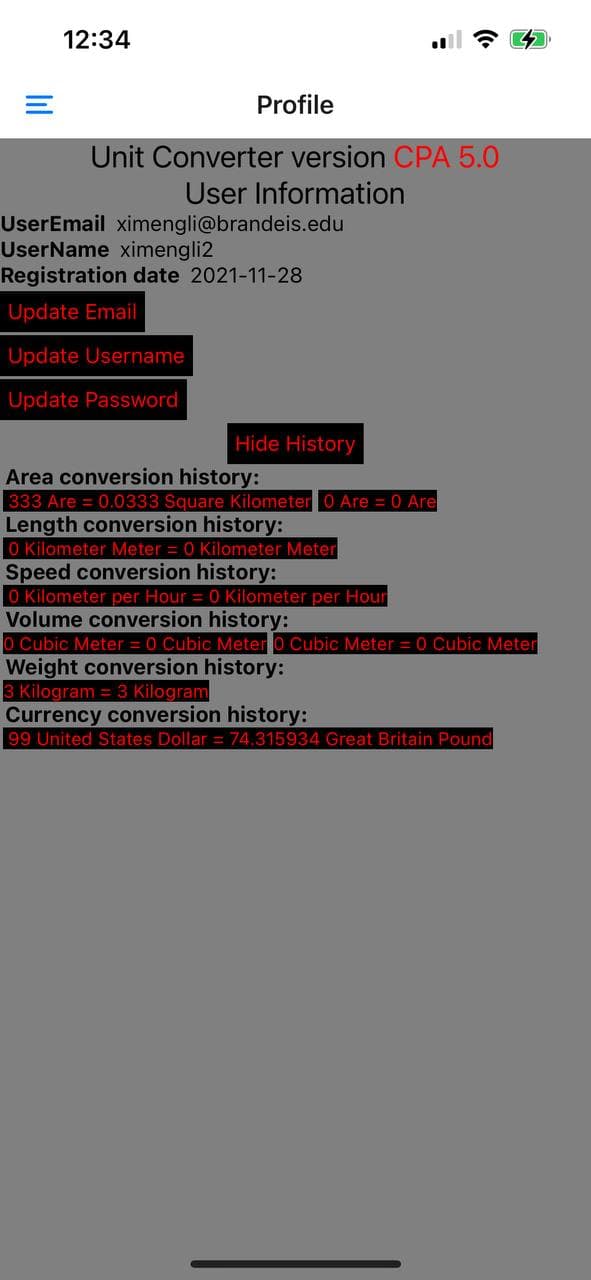 12:34
Profile
Unit Converter version CPA 5.0
User Information
UserEmail ximengli@brandeis.edu
UserName ximengli2
Registration date 2021-11-28
Update Email
Update Username
Update Password
Hide History
Area conversion history:
333 Are = 0.0333 Square Kilometer 0 Are = 0 Are
Length conversion history:
0 Kilometer Meter = 0 Kilometer Meter
Speed conversion history:
0 Kilometer per Hour = 0 Kilometer per Hour
Volume conversion history:
0 Cubic Meter = 0 Cubic Meter 0 Cubic Meter = 0 Cubic Meter
Weight conversion history:
3 Kilogram = 3 Kilogram
Currency conversion history:
99 United States Dollar = 74.315934 Great Britain Pound